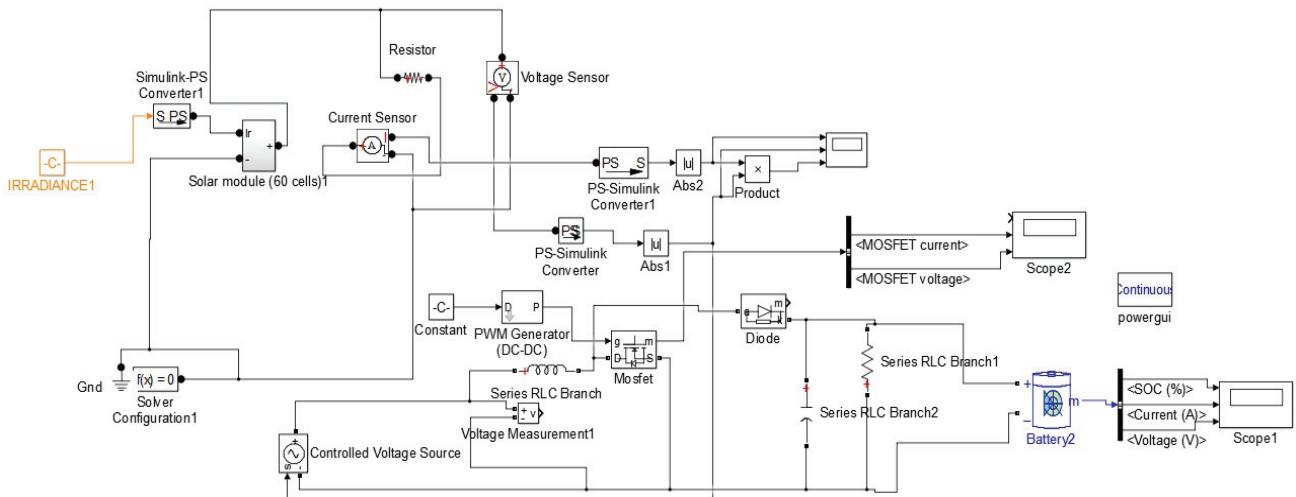 Resistor
Simulink-PS
Converter1
S PS
Voltage Sensor
V
Current Sensor
A
Ir
-
+
-C-
IRRADIANCE1
Solar module (60 cells)1
PS S
|u|
×
PS-Simulink
Converter1
Abs2
Product
PS-Simulink
Converter
|u|
Abs1
<MOSFET current>
<MOSFET voltage>
Scope2
Continuous
powergui
-C-
Constant
D P
PWM Generator
(DC-DC)
g m
D S
Mosfet
m
a k
Diode
Gnd
f(x) = 0
Solver
Configuration1
Series RLC Branch
Series RLC Branch1
Series RLC Branch2
+
- v
Voltage Measurement1
+
s -
Controlled Voltage Source
+
m
–
Battery2
<SOC (%)>
<Current (A)>
<Voltage (V)>
Scope1